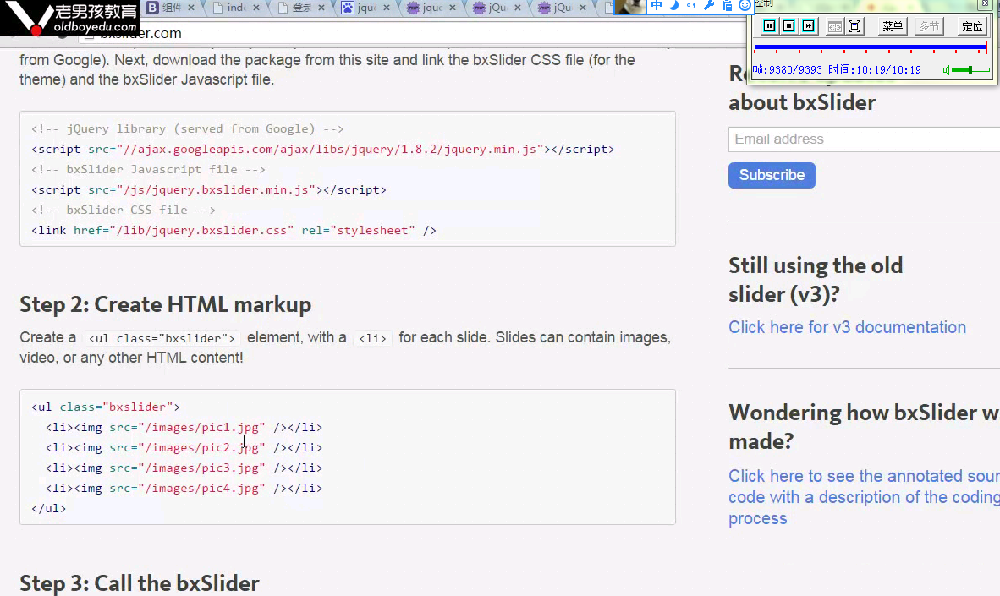 老男孩教育
oldboyedu.com
组件
inde
登录
jque
jque
jQu
jQu
中
控制
菜单
多节
定位
帧:9380/9393 时间:10:19/10:19
bxslider.com
from Google). Next, download the package from this site and link the bxSlider CSS file (for the
theme) and the bxSlider Javascript file.
<!-- jQuery library (served from Google) -->
<script src="//ajax.googleapis.com/ajax/libs/jquery/1.8.2/jquery.min.js"></script>
<!-- bxSlider Javascript file -->
<script src="/js/jquery.bxslider.min.js"></script>
<!-- bxSlider CSS file -->
<link href="/lib/jquery.bxslider.css" rel="stylesheet" />
Step 2: Create HTML markup
Create a <ul class="bxslider"> element, with a <li> for each slide. Slides can contain images,
video, or any other HTML content!
<ul class="bxslider">
<li><img src="/images/pic1.jpg" /></li>
<li><img src="/images/pic2.jpg" /></li>
<li><img src="/images/pic3.jpg" /></li>
<li><img src="/images/pic4.jpg" /></li>
</ul>
Step 3: Call the bxSlider
about bxSlider
Email address
Subscribe
Still using the old
slider (v3)?
Click here for v3 documentation
Wondering how bxSlider w
made?
Click here to see the annotated sour
code with a description of the coding
process